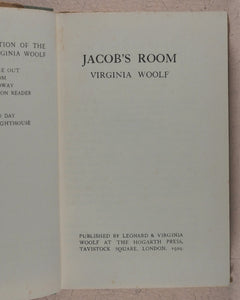 TION OF THE
GINIA WOOLF
E OUT
OM
OWAY
ON READER
DAY
GHTHOUSE
JACOB'S ROOM
VIRGINIA WOOLF
PUBLISHED BY LEONARD & VIRGINIA
WOOLF AT THE HOGARTH PRESS,
TAVISTOCK SQUARE, LONDON,